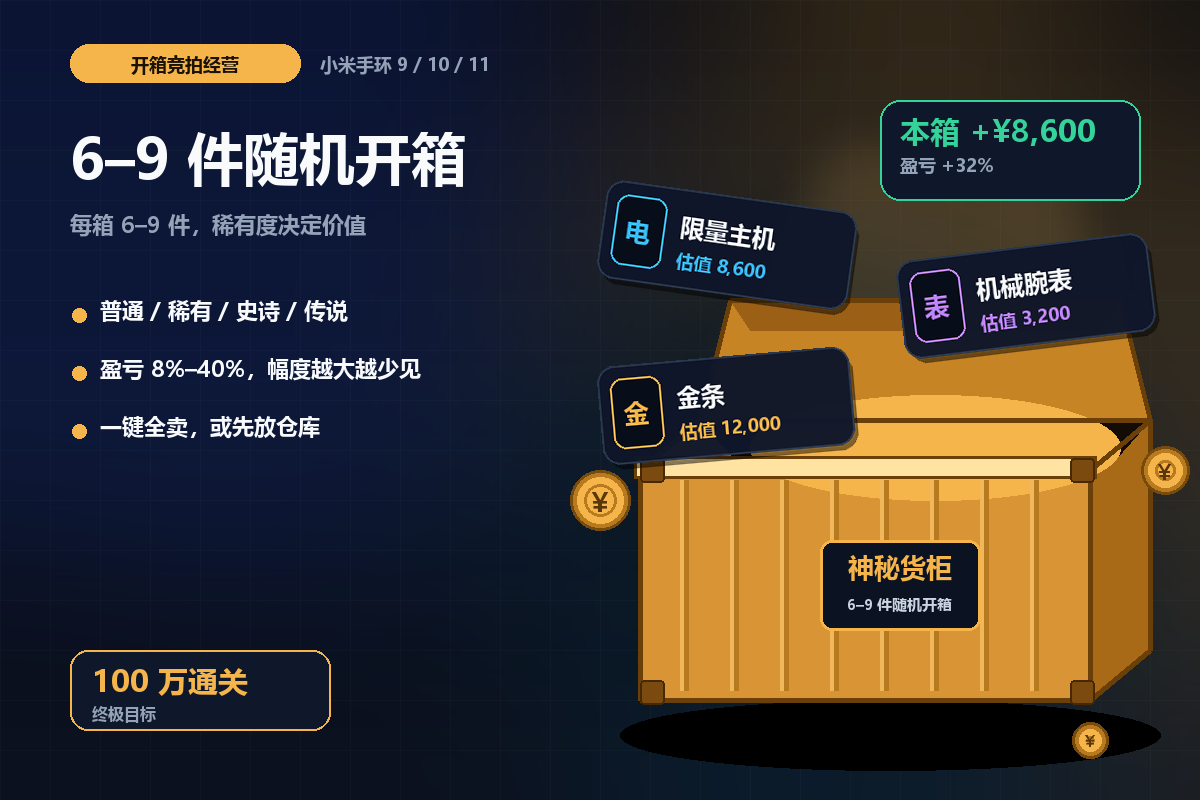 开箱竞拍经营
小米手环 9 / 10 / 11
6–9 件随机开箱
每箱 6–9 件，稀有度决定价值
普通 / 稀有 / 史诗 / 传说
盈亏 8%–40%，幅度越大越少见
一键全卖，或先放仓库
100 万通关
终极目标
本箱 +¥8,600
盈亏 +32%
电
限量主机
估值 8,600
表
机械腕表
估值 3,200
金
金条
估值 12,000
¥
¥
神秘货柜
6–9 件随机开箱
¥